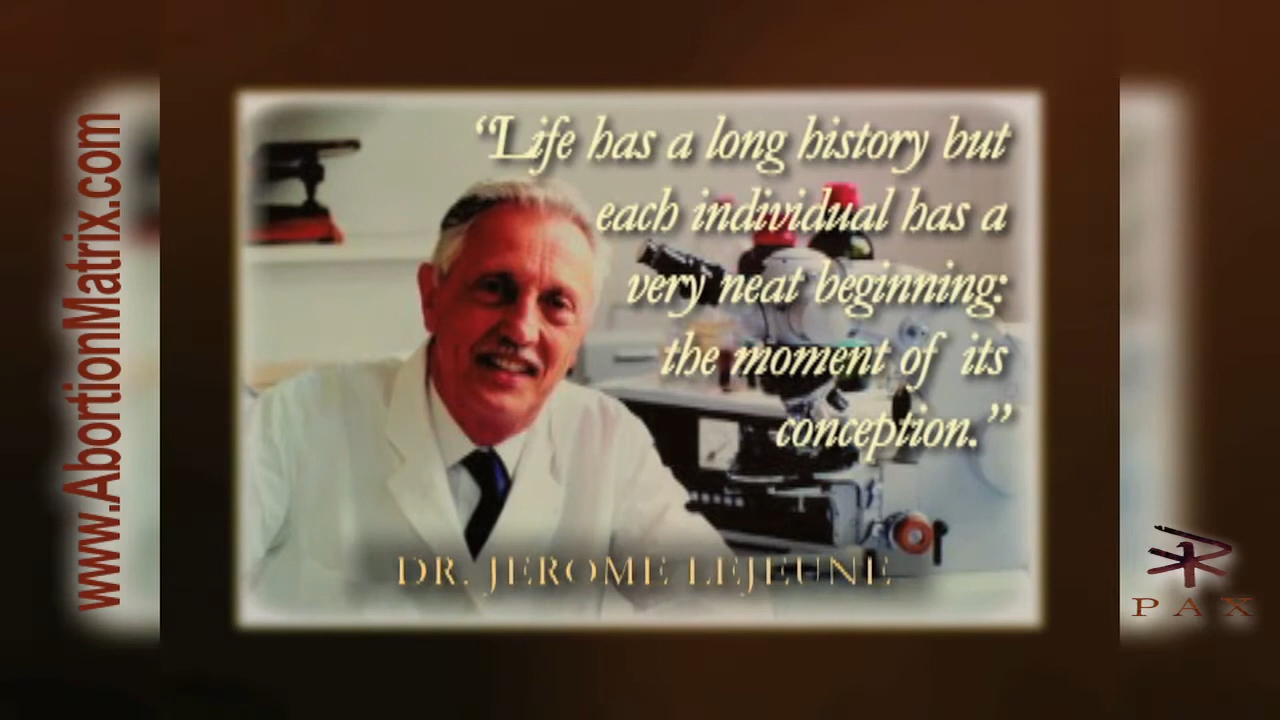 www.AbortionMatrix.com
“Life has a long history but
each individual has a
very neat beginning:
the moment of its
conception.”
DR. JEROME LEJEUNE
PAX